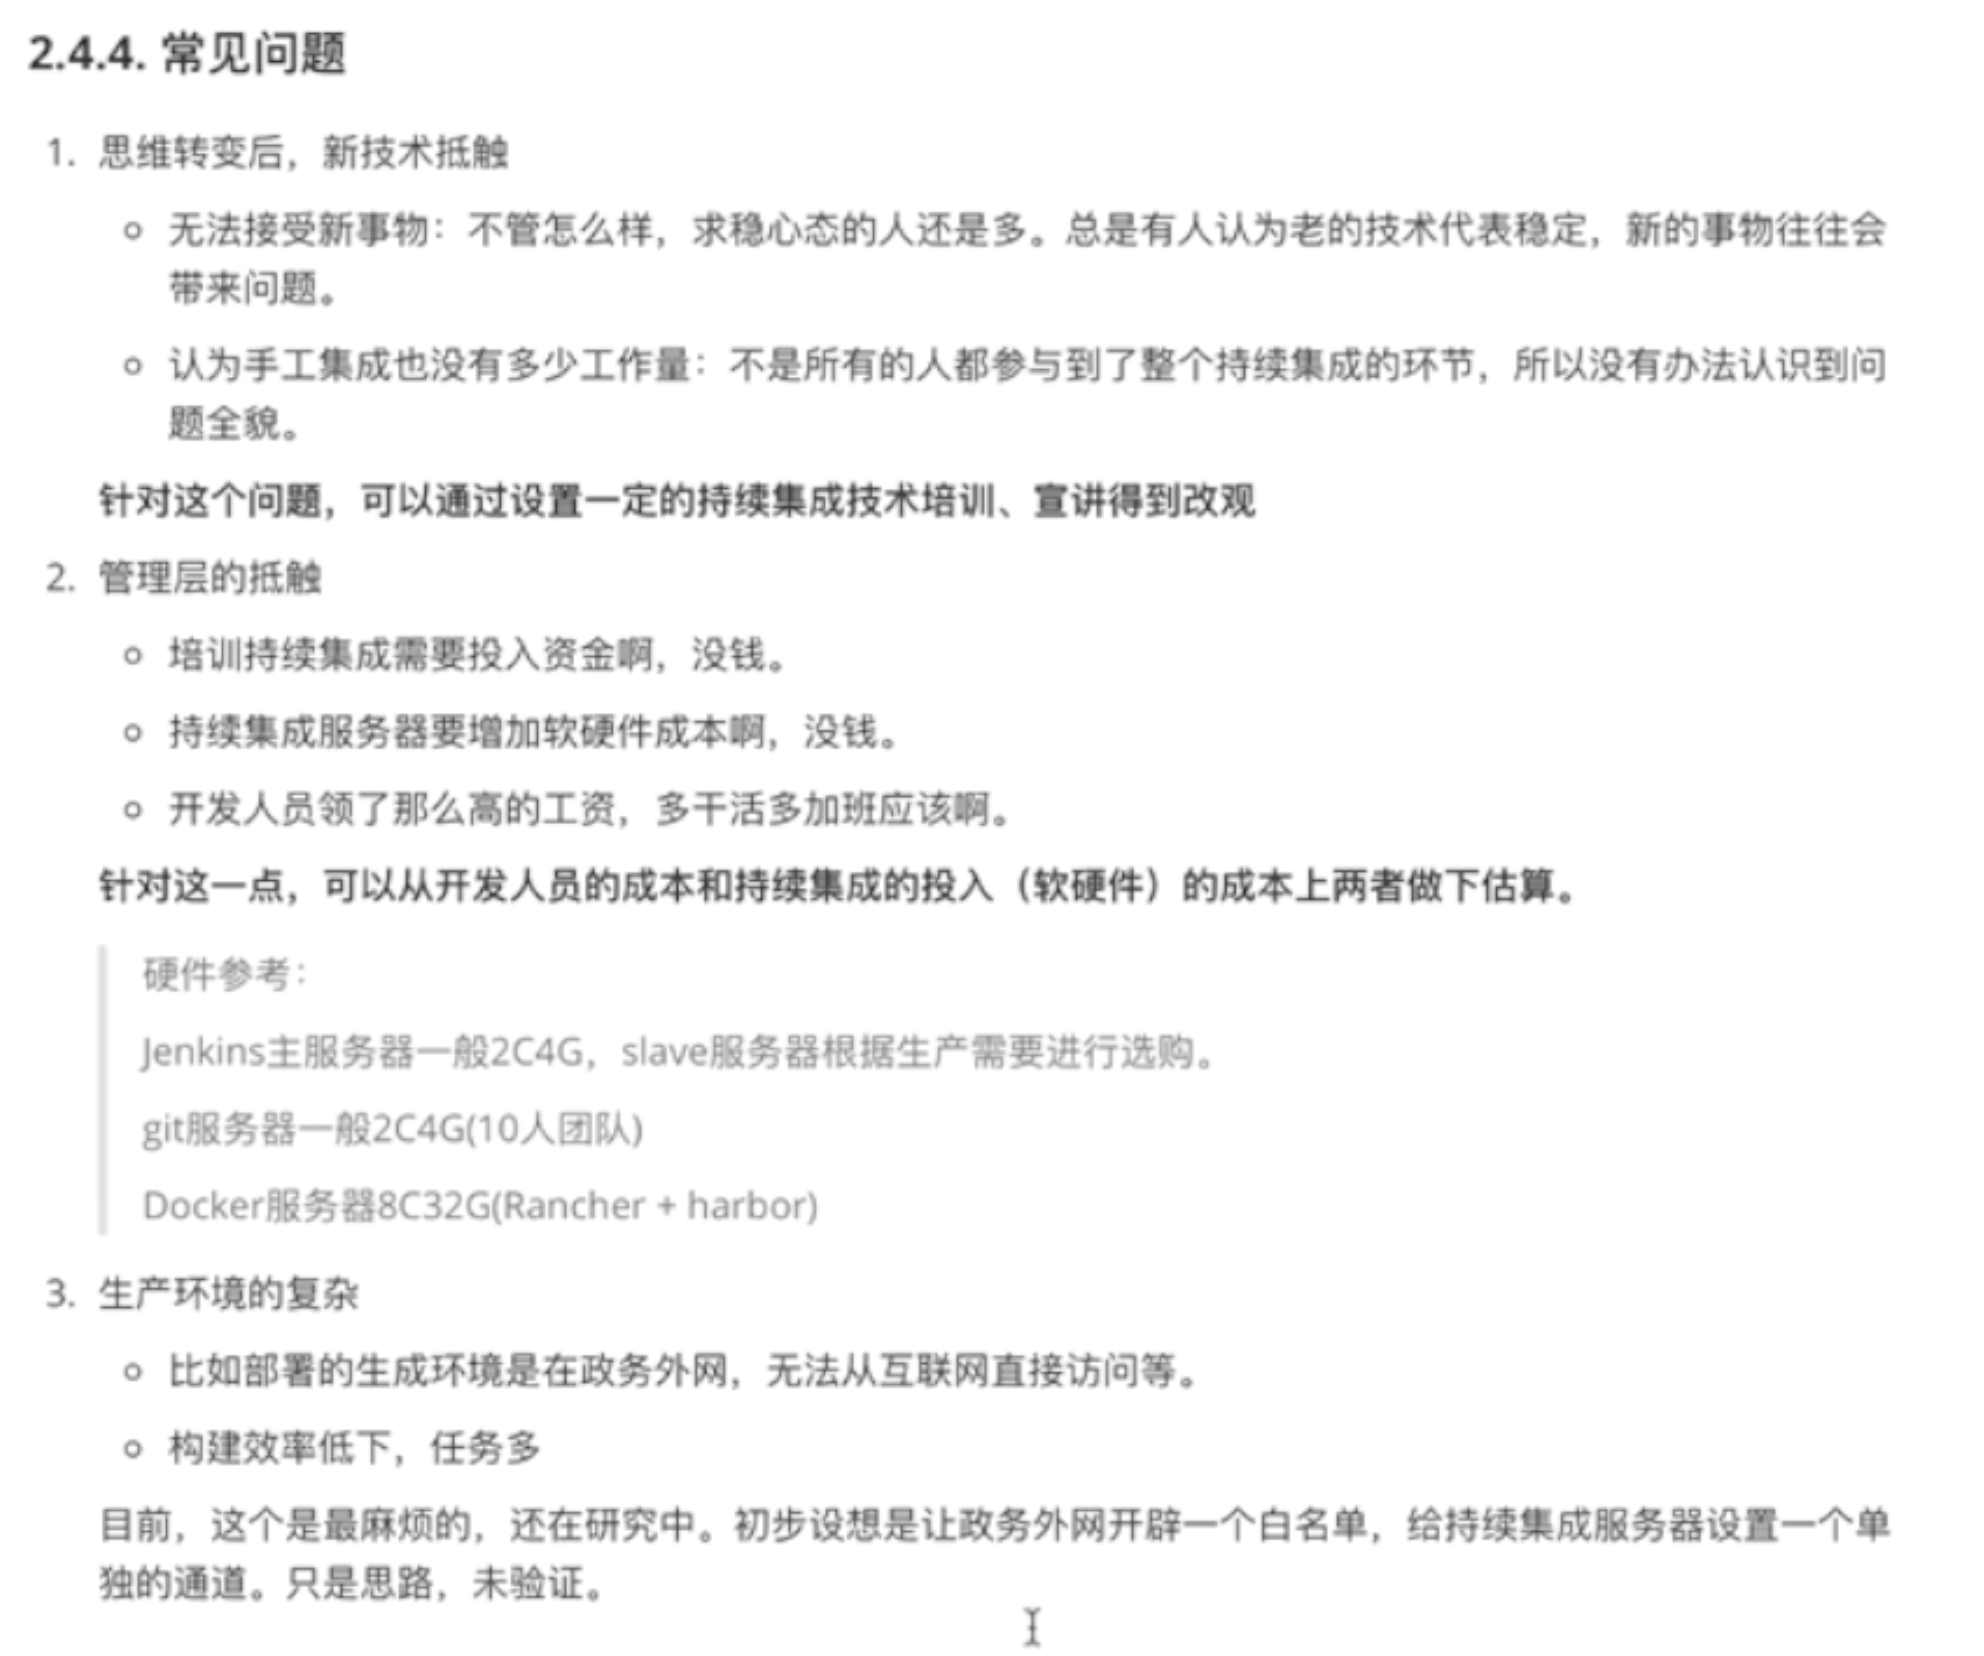 2.4.4. 常见问题
1. 思维转变后，新技术抵触
无法接受新事物：不管怎么样，求稳心态的人还是多。总是有人认为老的技术代表稳定，新的事物往往会
带来问题。
认为手工集成也没有多少工作量：不是所有的人都参与到了整个持续集成的环节，所以没有办法认识到问
题全貌。
针对这个问题，可以通过设置一定的持续集成技术培训、宣讲得到改观
2. 管理层的抵触
培训持续集成需要投入资金啊，没钱。
持续集成服务器要增加软硬件成本啊，没钱。
开发人员领了那么高的工资，多干活多加班应该啊。
针对这一点，可以从开发人员的成本和持续集成的投入（软硬件）的成本上两者做下估算。
硬件参考：
Jenkins主服务器一般2C4G，slave服务器根据生产需要进行选购。
git服务器一般2C4G(10人团队)
Docker服务器8C32G(Rancher + harbor)
3. 生产环境的复杂
比如部署的生成环境是在政务外网，无法从互联网直接访问等。
构建效率低下，任务多
目前，这个是最麻烦的，还在研究中。初步设想是让政务外网开辟一个白名单，给持续集成服务器设置一个单
独的通道。只是思路，未验证。